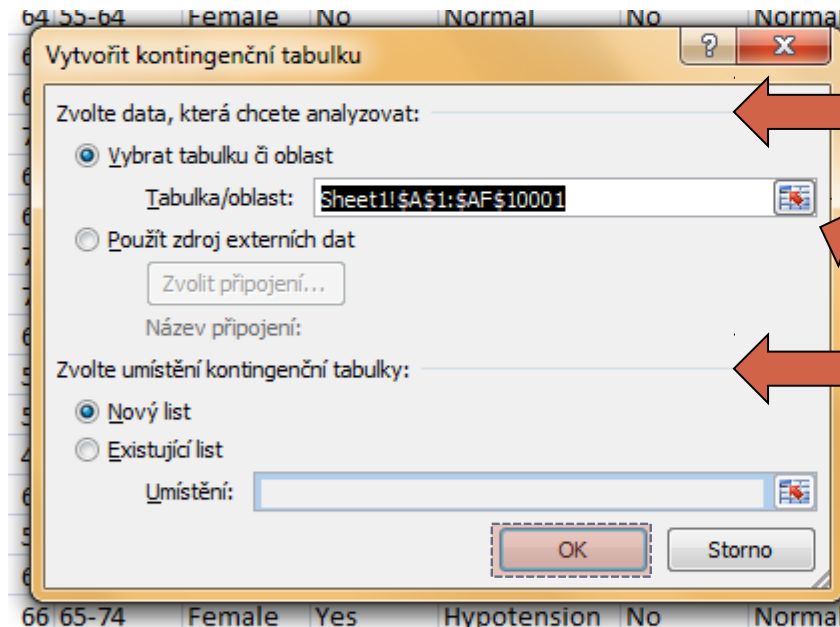 64 55-64 Female No Normal No Norma
Vytvořit kontingenční tabulku
Zvolte data, která chcete analyzovat:
Vybrat tabulku či oblast
Tabulka/oblast: Sheet1!$A$1:$AF$10001
Použít zdroj externích dat
Zvolit připojení...
Název připojení:
Zvolte umístění kontingenční tabulky:
Nový list
Existující list
Umístění:
OK Storno
66 65-74 Female Yes Hypotension No Norma